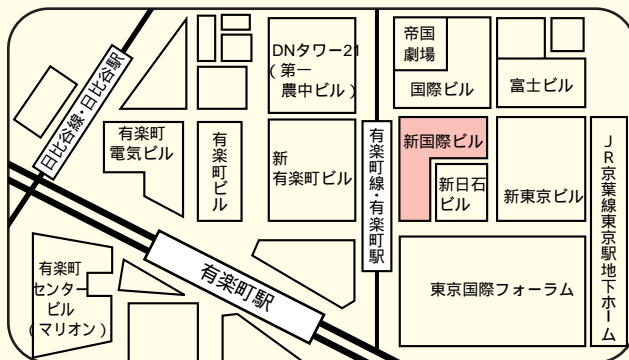 帝国
劇場
国際ビル
富士ビル
DNタワー21
（第一
農中ビル）
日比谷線・日比谷駅
有楽町
電気ビル
有楽町ビル
新
有楽町ビル
有楽町線・有楽町駅
新国際ビル
新日石
ビル
新東京ビル
JR京葉線東京駅地下ホーム
有楽町
センター
ビル
（マリオン）
有楽町駅
東京国際フォーラム